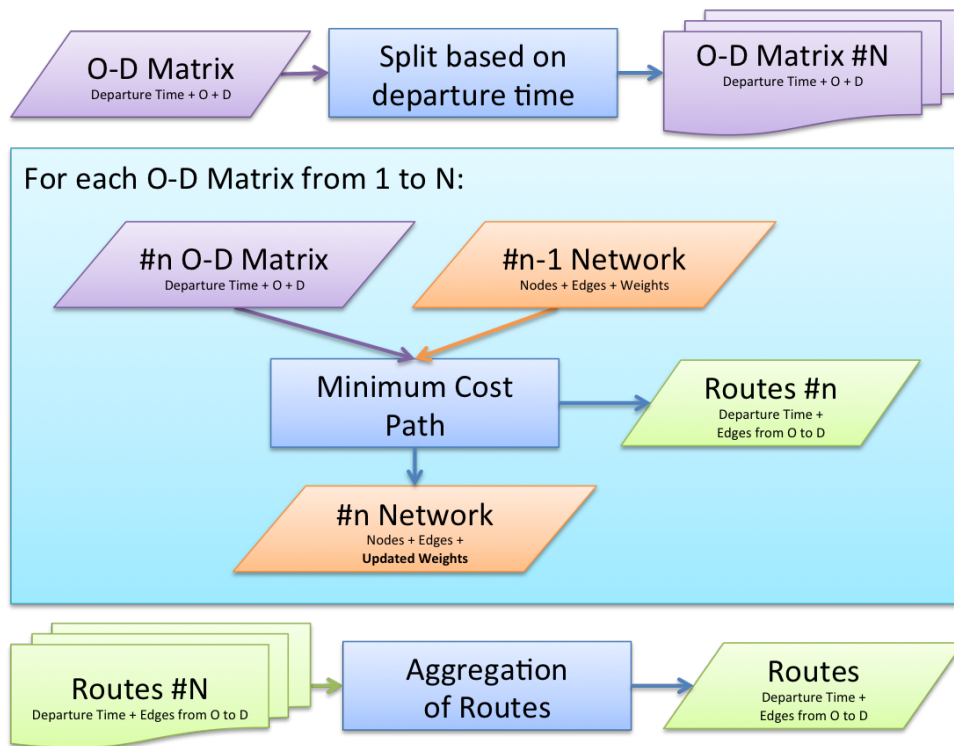 O-D Matrix
Departure Time + O + D
Split based on
departure time
O-D Matrix #N
Departure Time + O + D
For each O-D Matrix from 1 to N:
#n O-D Matrix
Departure Time + O + D
#n-1 Network
Nodes + Edges + Weights
Minimum Cost
Path
Routes #n
Departure Time +
Edges from O to D
#n Network
Nodes + Edges +
Updated Weights
Routes #N
Departure Time + Edges from O to D
Aggregation
of Routes
Routes
Departure Time +
Edges from O to D